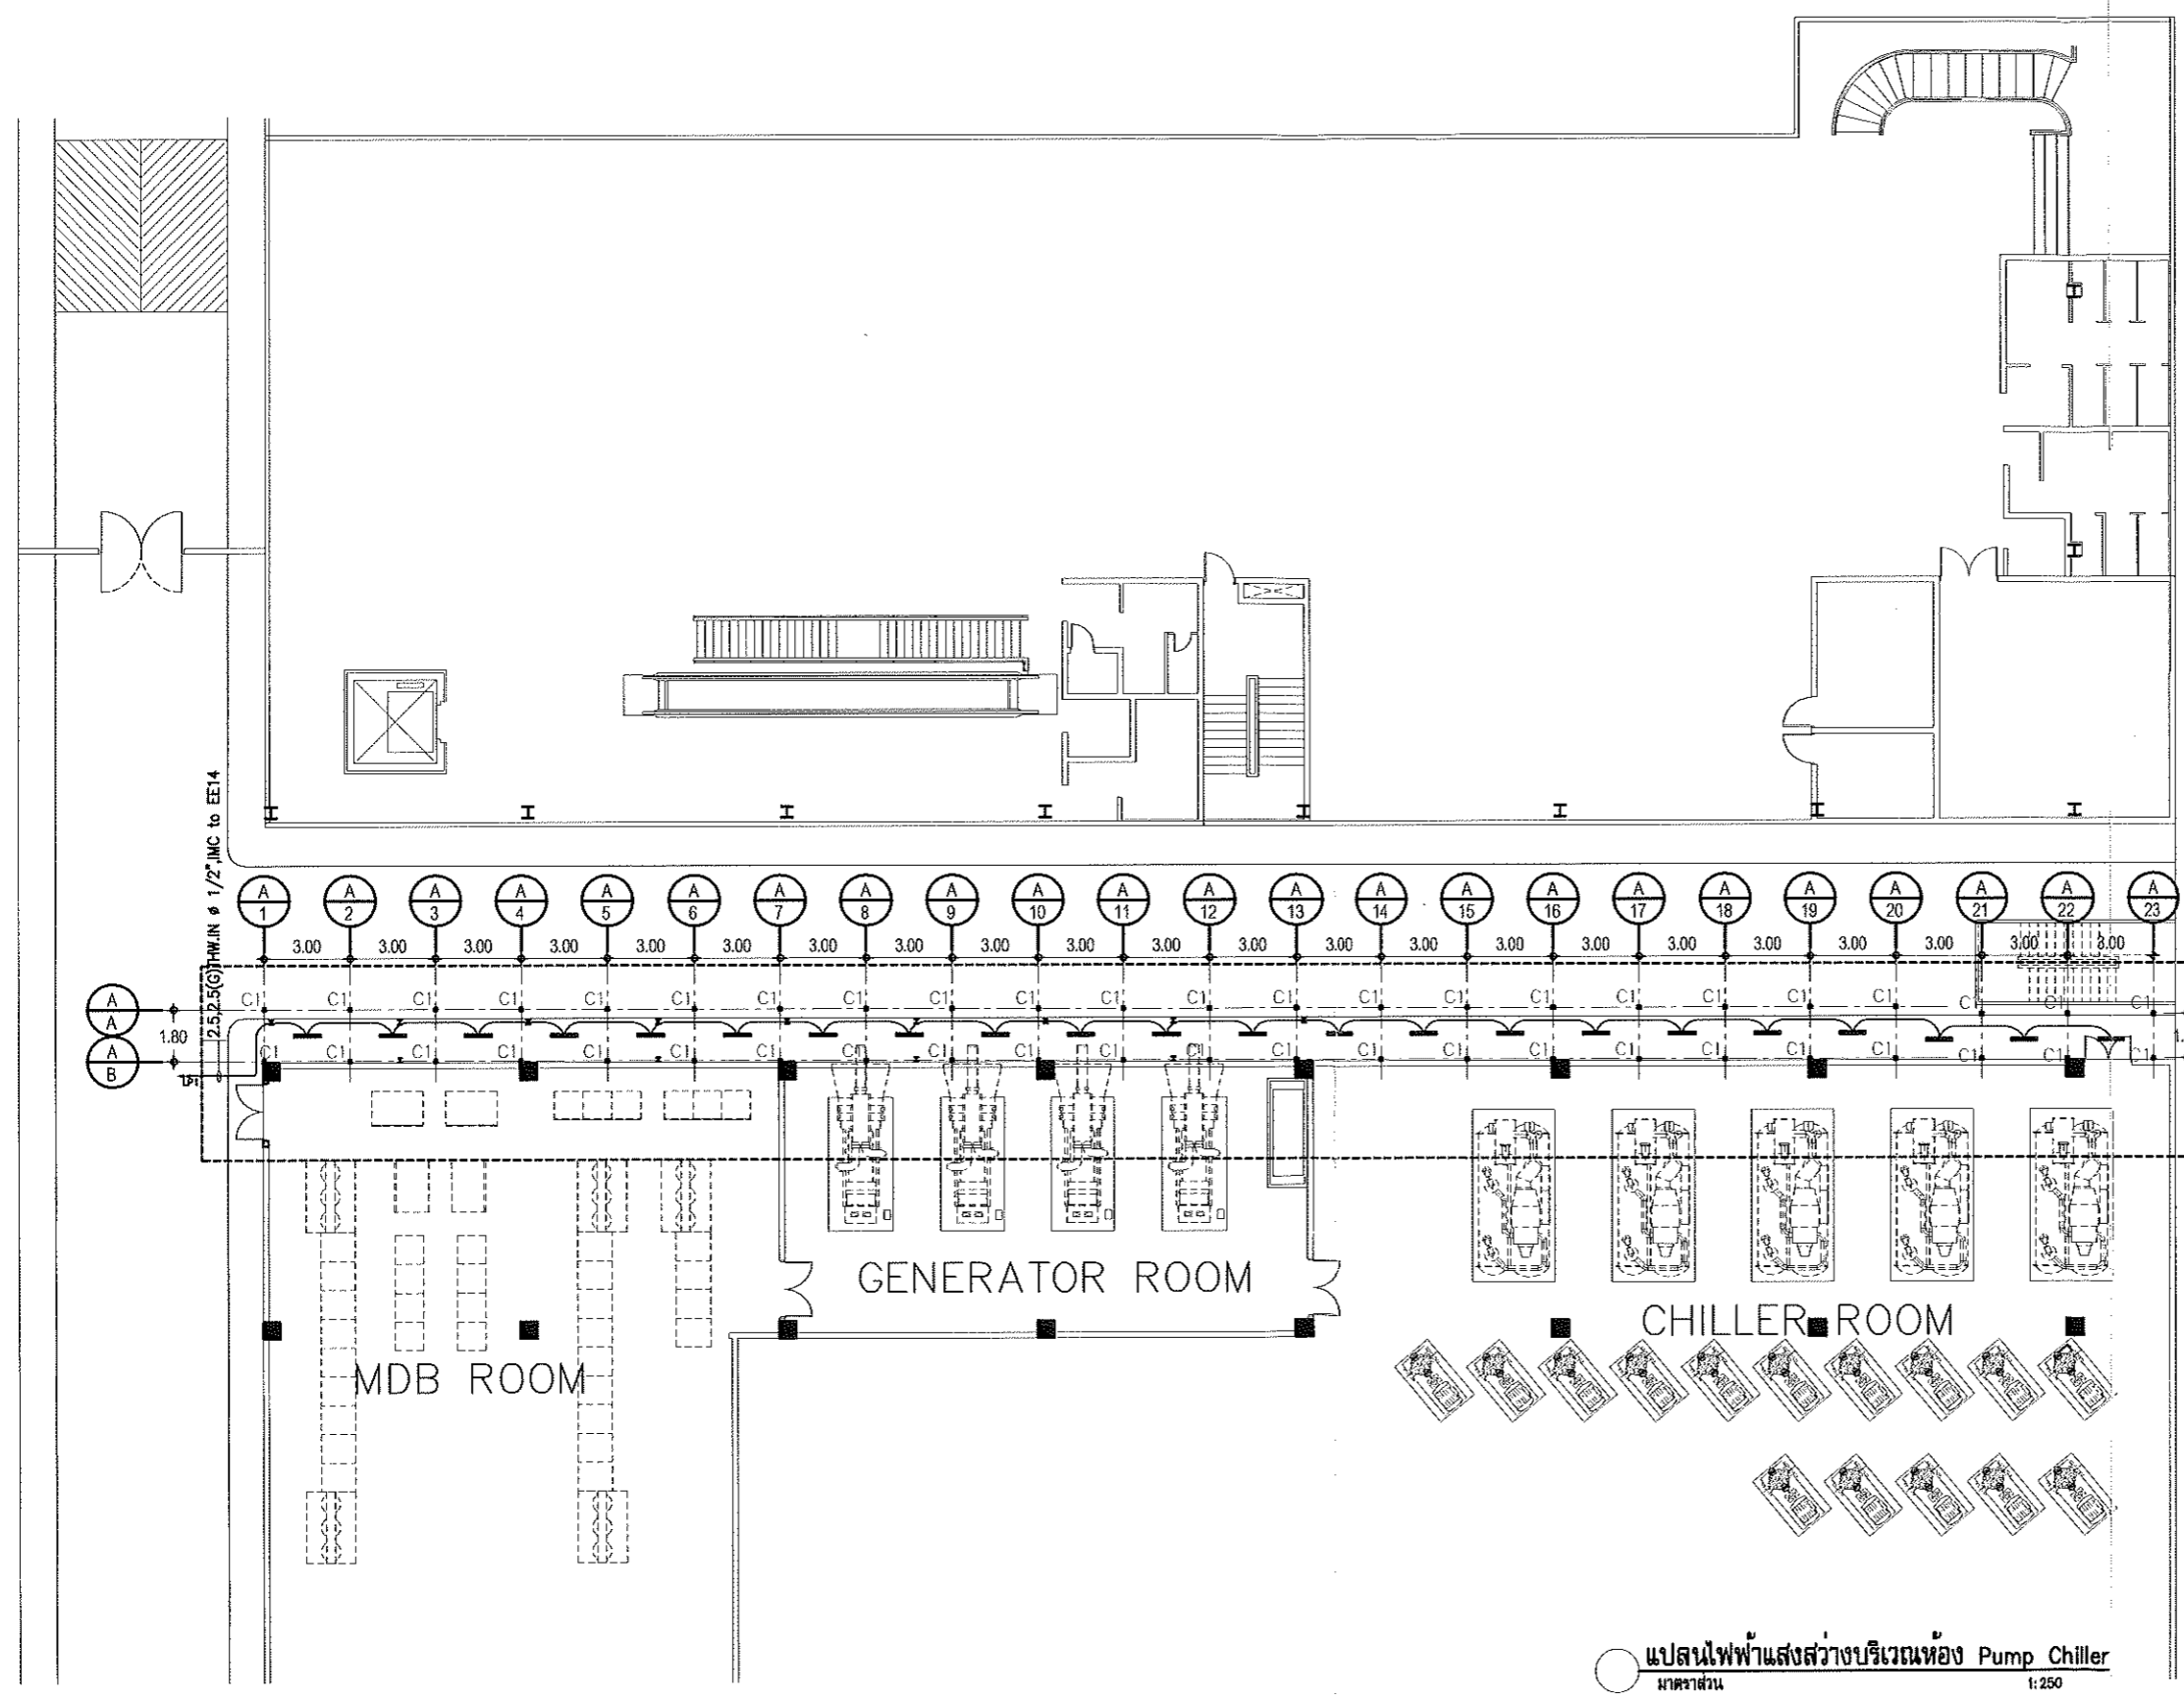 2.5,2.5(G)THW.IN ø 1/2",IMC to EE14
A A A A A A A A A A A A A A A A A A A A A A A
1 2 3 4 5 6 7 8 9 10 11 12 13 14 15 16 17 18 19 20 21 22 23
3.00 3.00 3.00 3.00 3.00 3.00 3.00 3.00 3.00 3.00 3.00 3.00 3.00 3.00 3.00 3.00 3.00 3.00 3.00 3.00 3.00 3.00
A
A
C1 C1 C1 C1 C1 C1 C1 C1 C1 C1 C1 C1 C1 C1 C1 C1 C1 C1 C1 C1 C1 C1 C1
1.80
A
B
C1 C1 C1 C1 C1 C1 C1 C1 C1 C1 C1 C1 C1 C1 C1 C1 C1 C1 C1 C1 C1 C1 C1
LP1
GENERATOR ROOM
CHILLER ROOM
MDB ROOM
แปลนไฟฟ้าแสงสว่างบริเวณห้อง Pump Chiller
มาตราส่วน 1:250